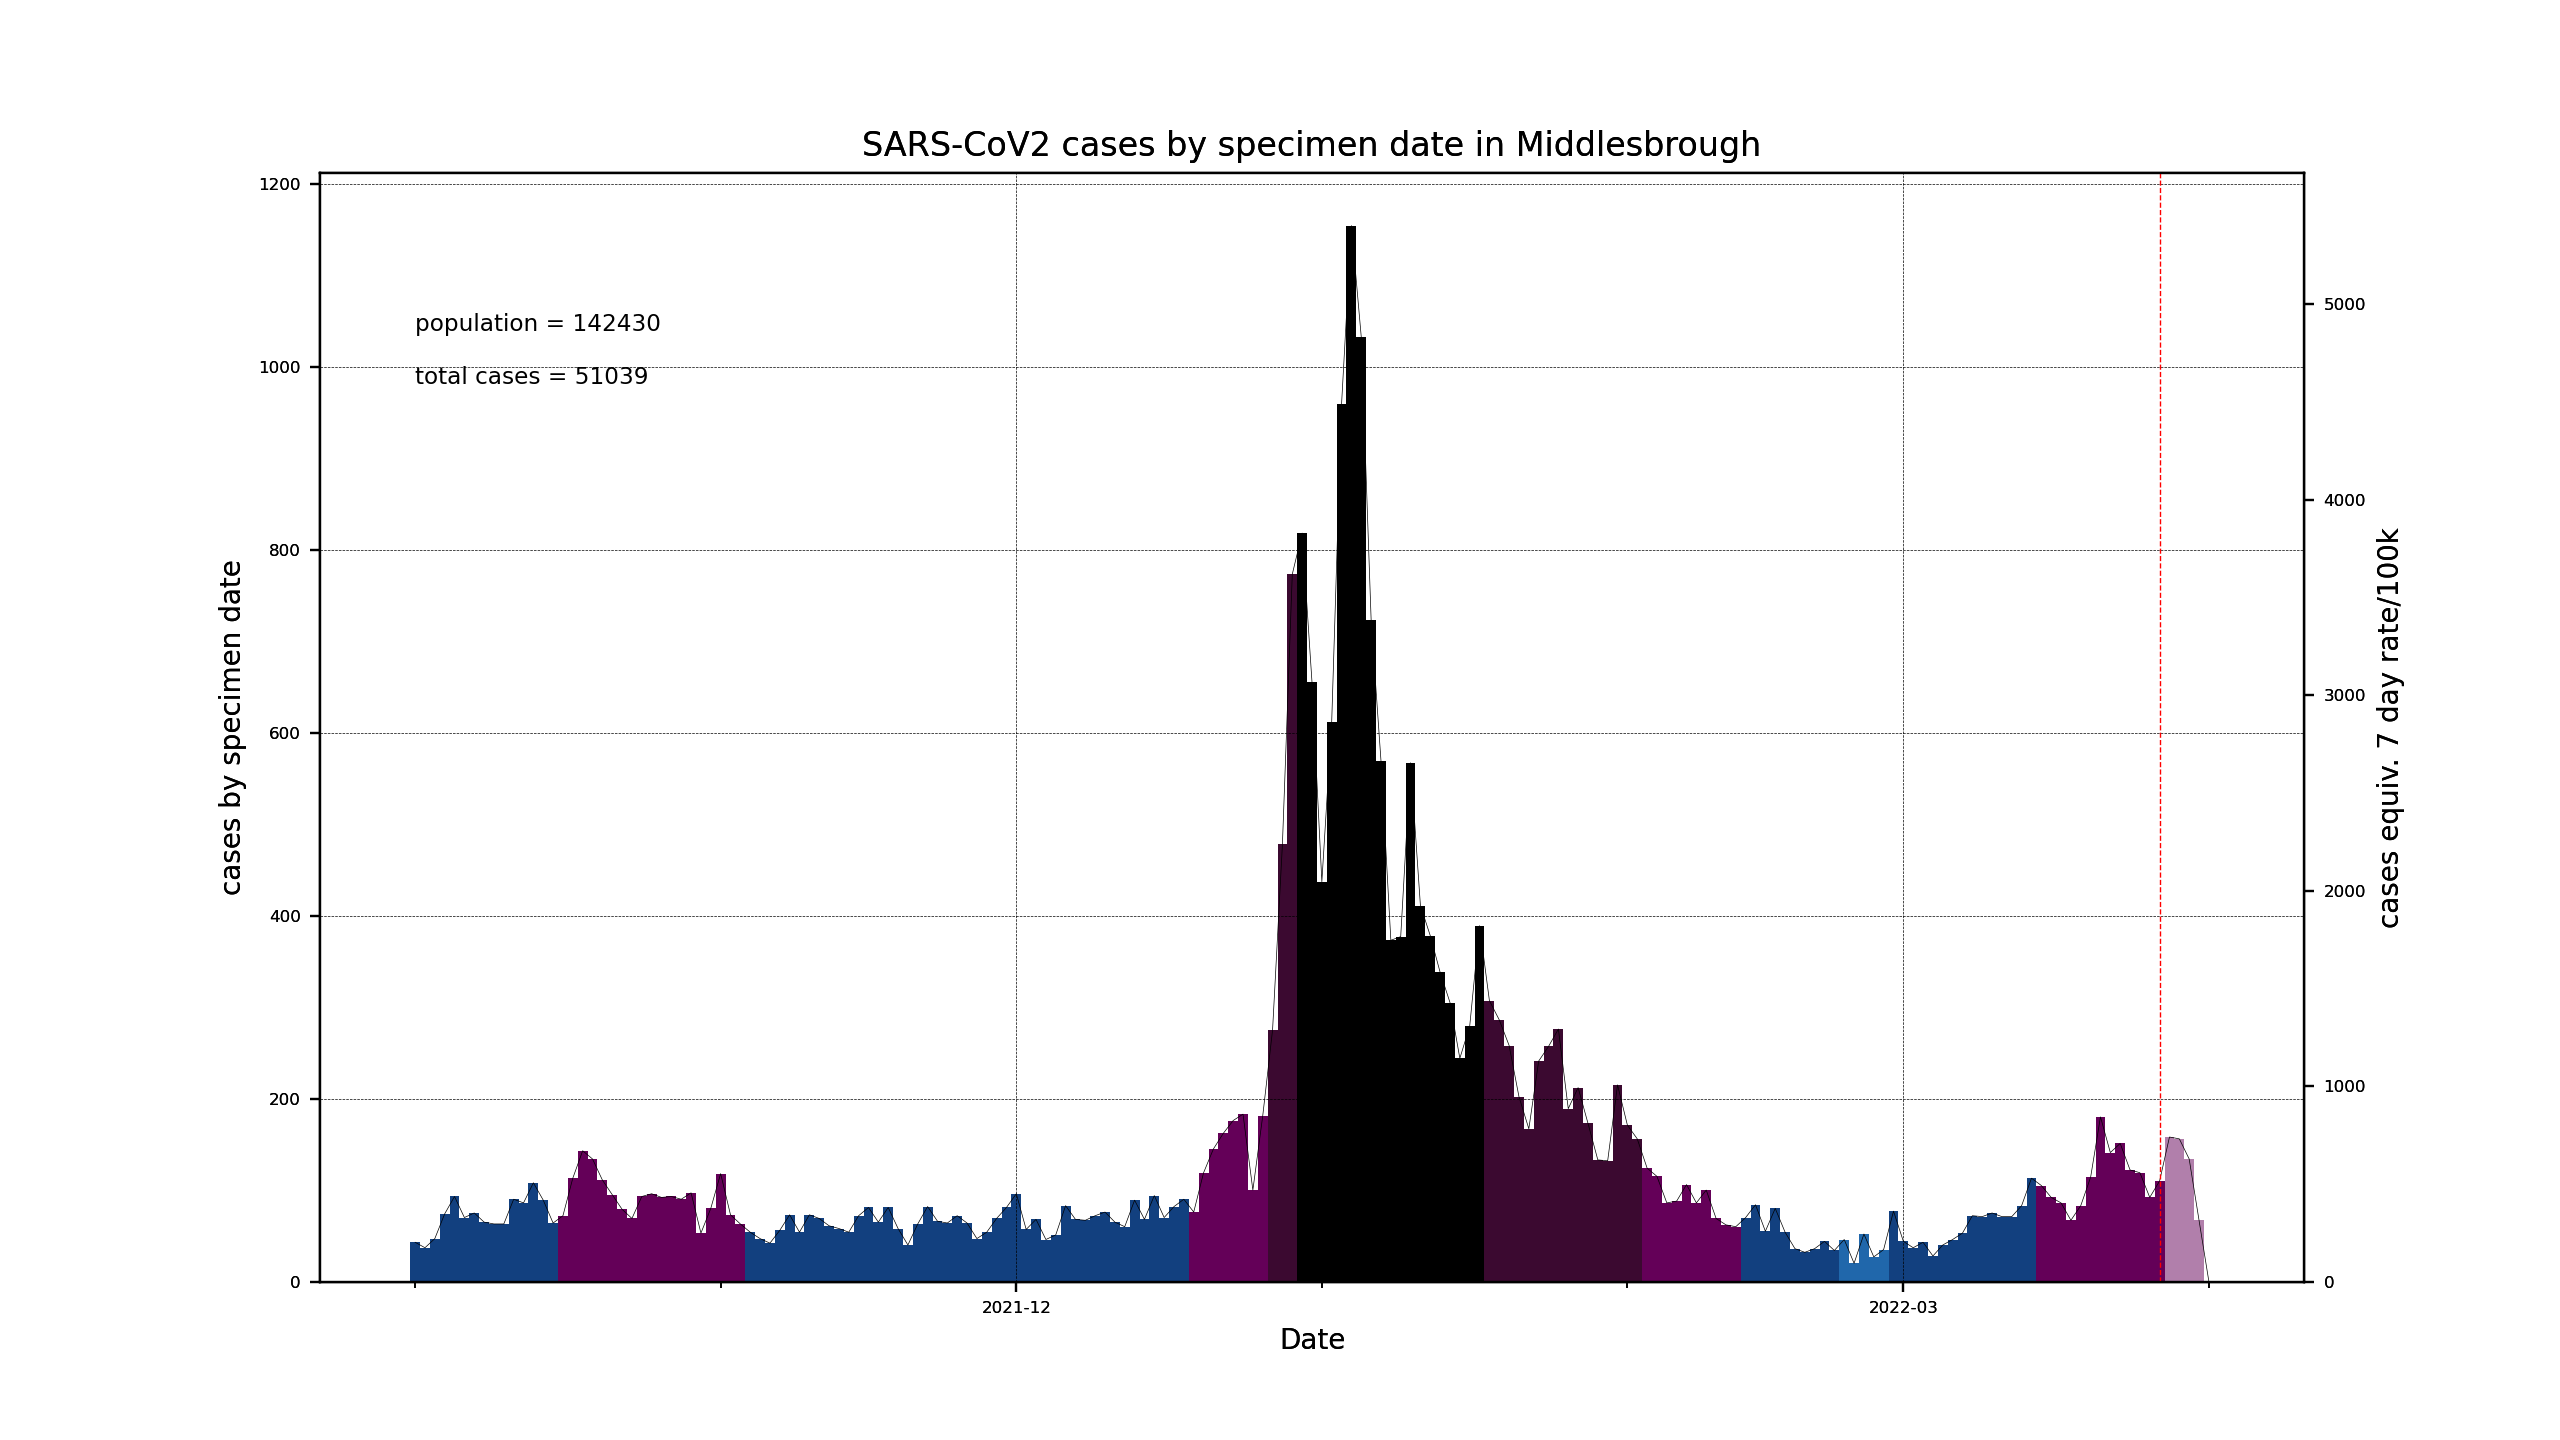 SARS-CoV2 cases by specimen date in Middlesbrough
1200
1000
800
600
400
200
0
cases by specimen date
population = 142430
total cases = 51039
5000
4000
3000
2000
1000
0
cases equiv. 7 day rate/100k
2021-12
2022-03
Date